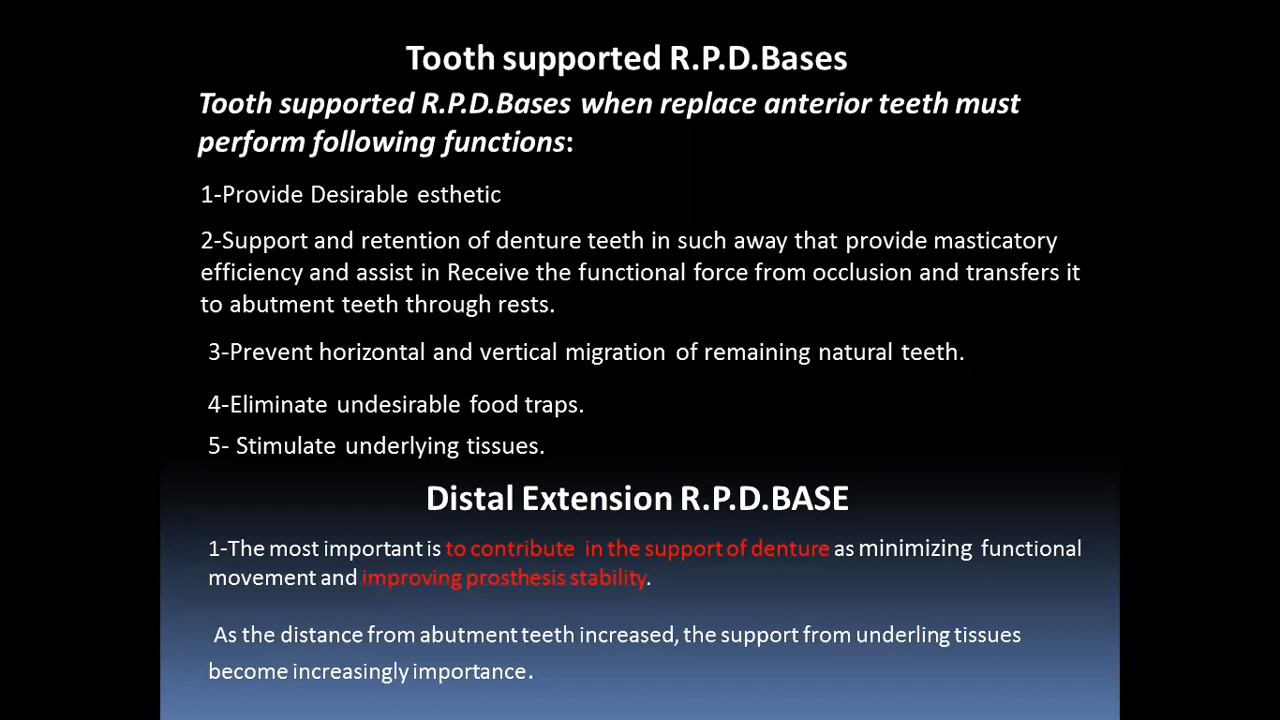 Tooth supported R.P.D.Bases
Tooth supported R.P.D.Bases when replace anterior teeth must
perform following functions:
1-Provide Desirable esthetic
2-Support and retention of denture teeth in such away that provide masticatory
efficiency and assist in Receive the functional force from occlusion and transfers it
to abutment teeth through rests.
3-Prevent horizontal and vertical migration of remaining natural teeth.
4-Eliminate undesirable food traps.
5- Stimulate underlying tissues.
Distal Extension R.P.D.BASE
1-The most important is to contribute in the support of denture as minimizing functional
movement and improving prosthesis stability.
As the distance from abutment teeth increased, the support from underling tissues
become increasingly importance.